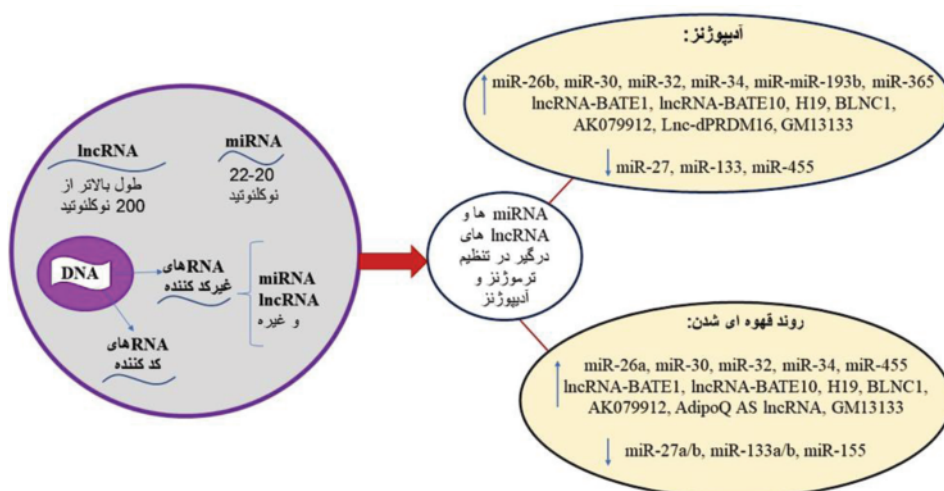 lncRNA
طول بالاتر از
200 نوکلئوتید
miRNA
22-20
نوکلئوتید
DNA
RNAهای
غیرکد کننده
miRNA
lncRNA
و غیره
RNAهای
کد کننده
miRNA ها و
lncRNA های
درگیر در تنظیم
ترموژنز و
آدیپوژنز
آدیپوژنز:
miR-26b, miR-30, miR-32, miR-34, miR-miR-193b, miR-365
lncRNA-BATE1, lncRNA-BATE10, H19, BLNC1,
AK079912, Lnc-dPRDM16, GM13133
miR-27, miR-133, miR-455
روند قهوه ای شدن:
miR-26a, miR-30, miR-32, miR-34, miR-455
lncRNA-BATE1, lncRNA-BATE10, H19, BLNC1,
AK079912, AdipoQ AS lncRNA, GM13133
miR-27a/b, miR-133a/b, miR-155